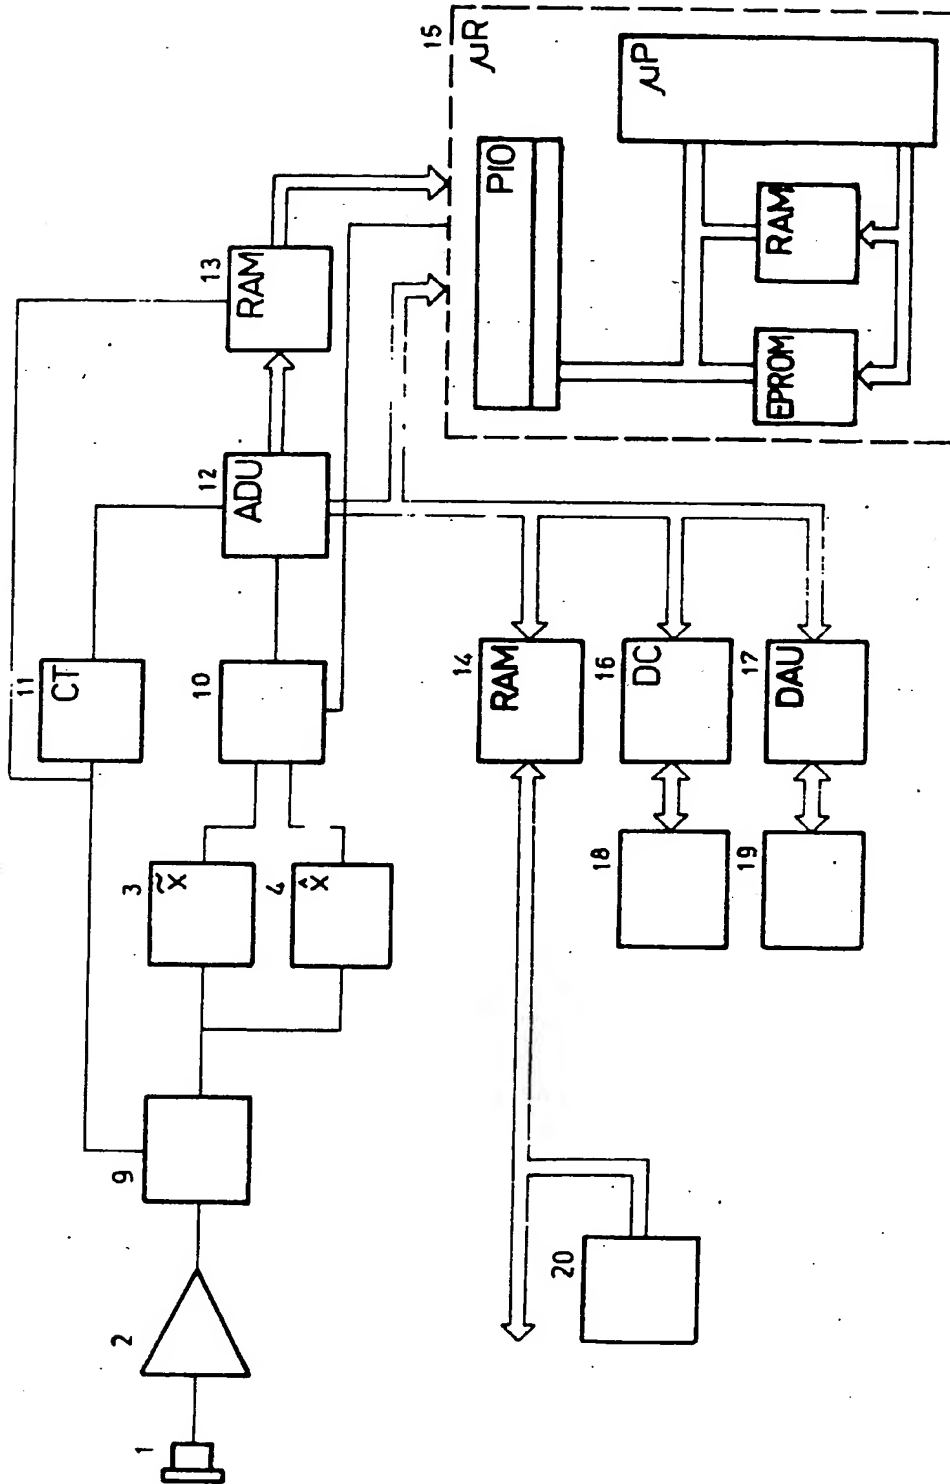 1
2
9
3
x̃
4
x̂
11
CT
10
12
ADU
13
RAM
14
RAM
16
DC
17
DAU
18
19
20
15
µR
PIO
µP
EPROM
RAM